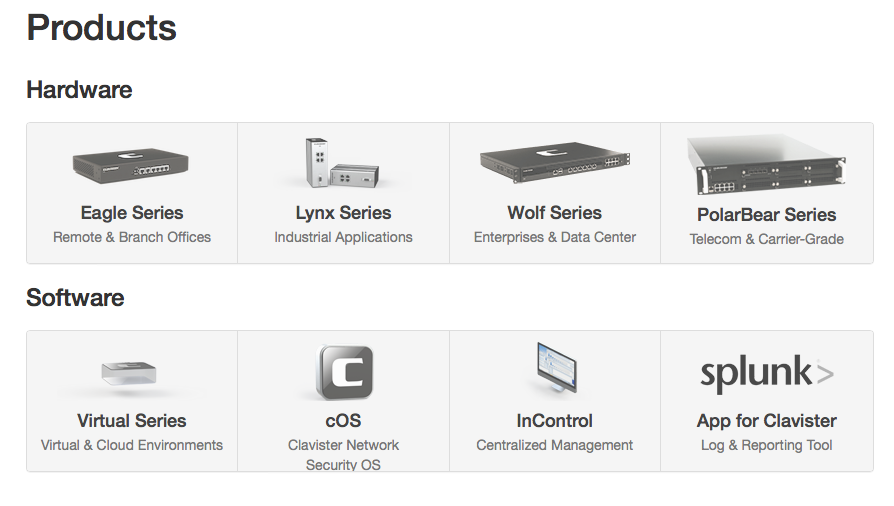 Products
Hardware
Eagle Series
Remote & Branch Offices
Lynx Series
Industrial Applications
Wolf Series
Enterprises & Data Center
PolarBear Series
Telecom & Carrier-Grade
Software
Virtual Series
Virtual & Cloud Environments
cOS
Clavister Network
Security OS
InControl
Centralized Management
splunk>
App for Clavister
Log & Reporting Tool